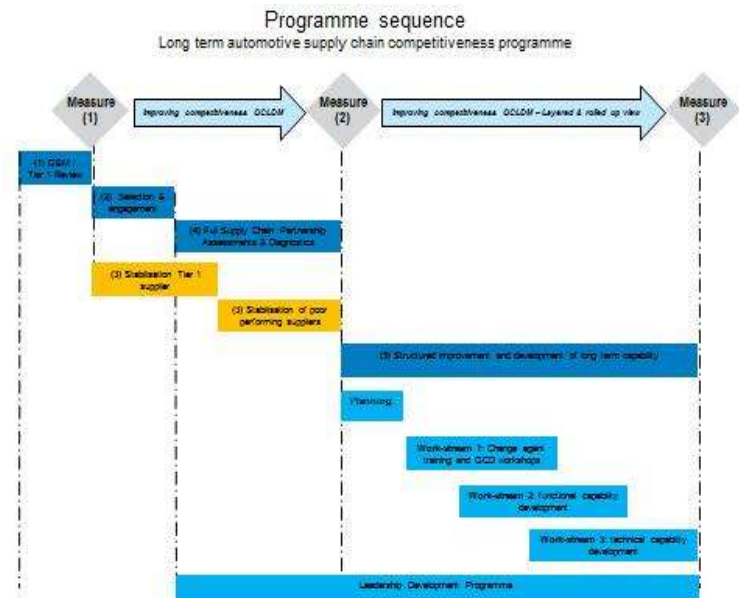 Programme sequence
Long term automotive supply chain competitiveness programme
Measure
(1)
Improving competitiveness QCLDM
Measure
(2)
Improving competitiveness QCLDM – Layered & rolled up view
Measure
(3)
(1) OEM /
Tier 1 Review
(2) Selection &
engagement
(4) Full Supply Chain Partnership
Assessments & Diagnostics
(3) Stabilisation Tier 1
supplier
(3) Stabilisation of poor
performing suppliers
(5) Structured improvement and development of long term capability
Planning
Work-stream 1: Change agent
training and QCD workshops
Work-stream 2: functional capability
development
Work-stream 3: technical capability
development
Leadership Development Programme